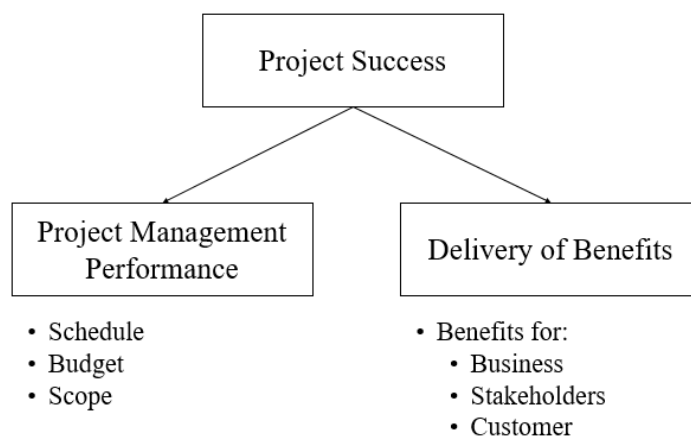 Project Success
Project Management
Performance
• Schedule
• Budget
• Scope
Delivery of Benefits
• Benefits for:
• Business
• Stakeholders
• Customer